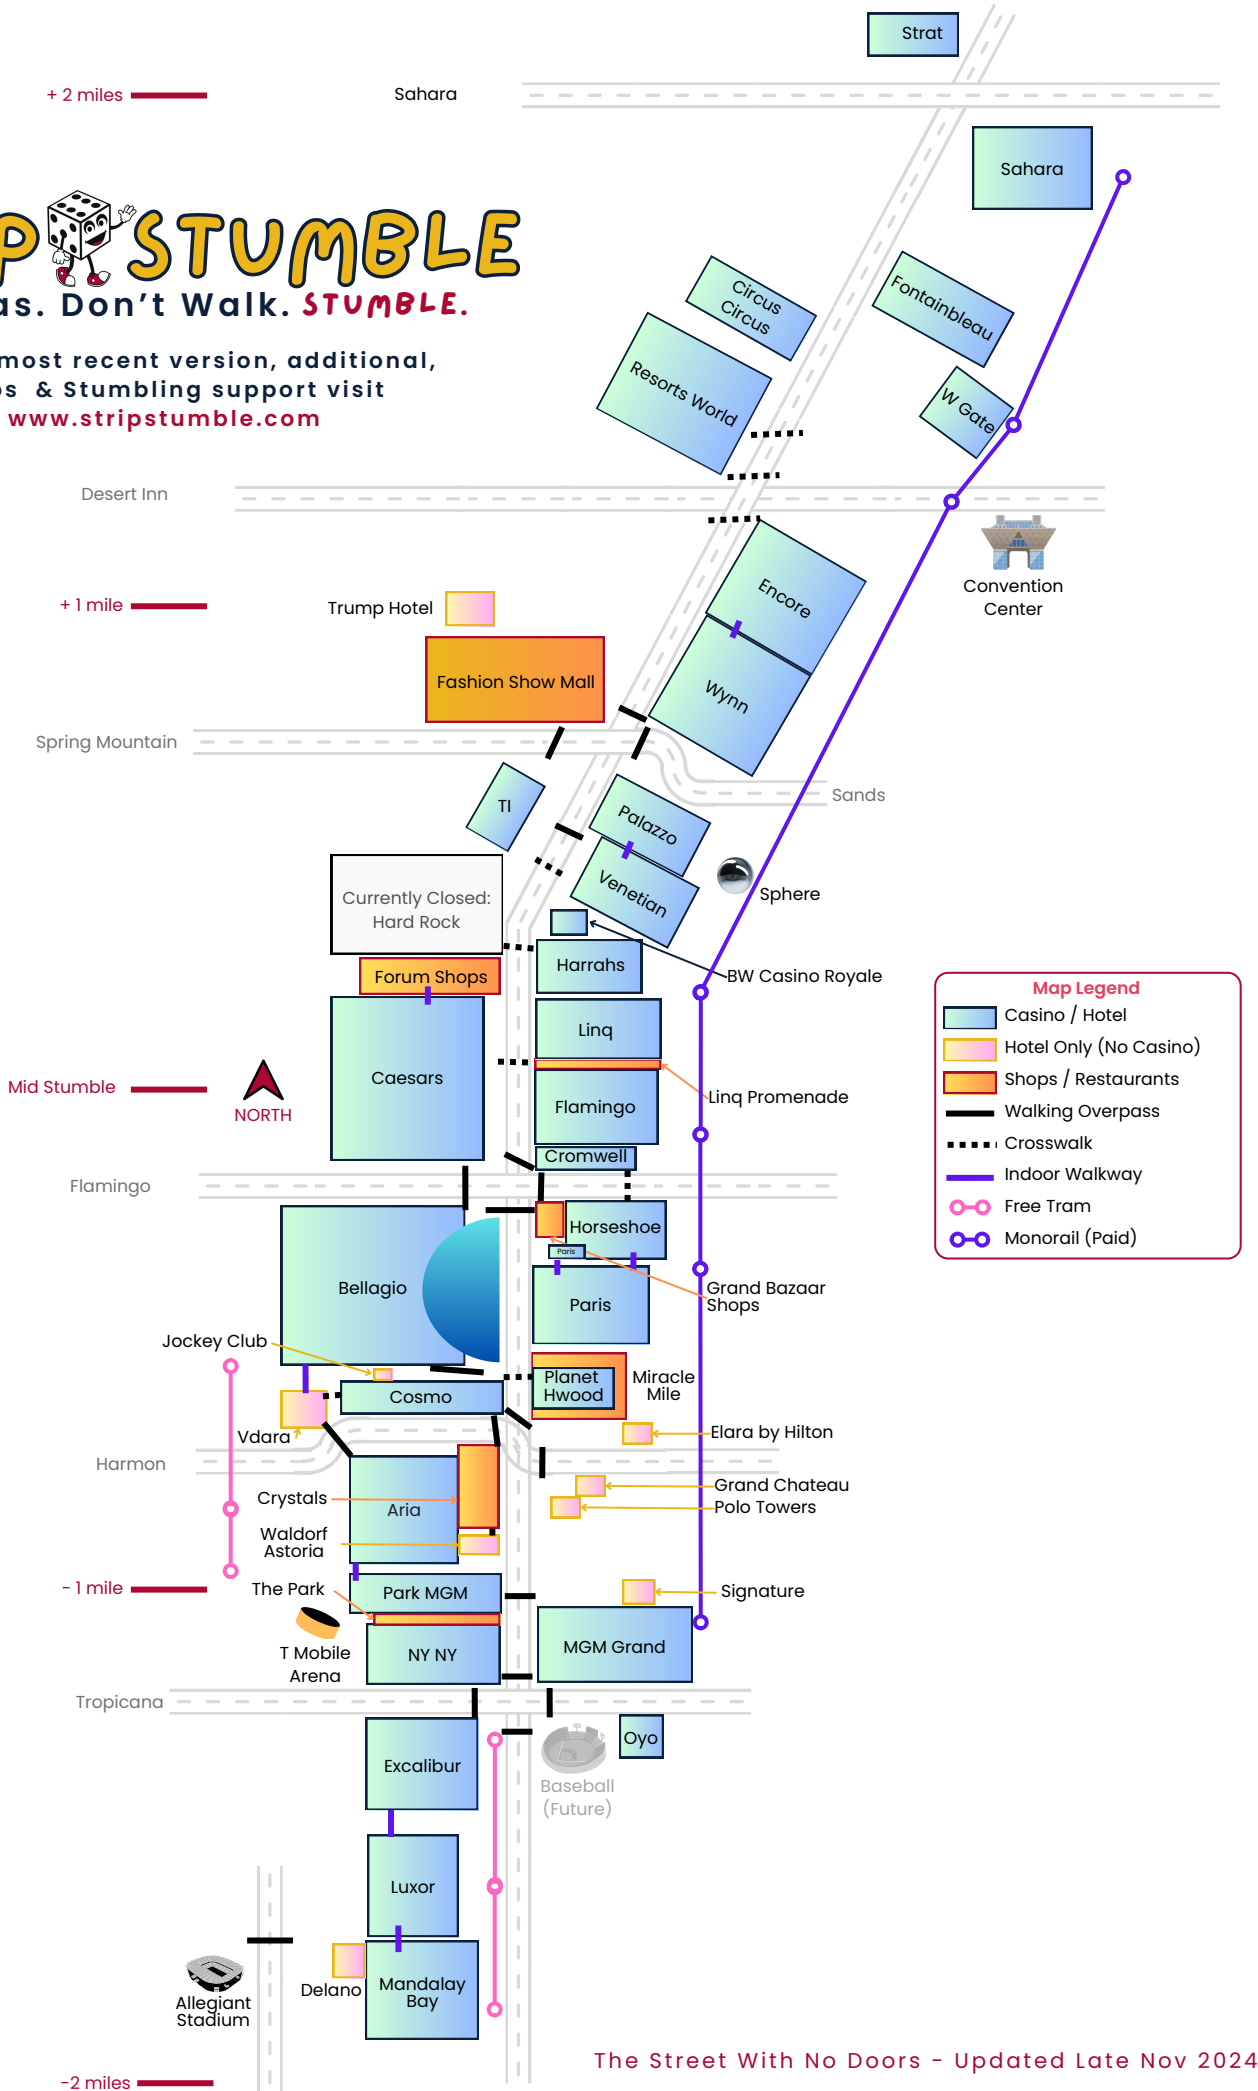 Strat
+ 2 miles
Sahara
Sahara
P STUMBLE
as. Don't Walk. STUMBLE.
most recent version, additional,
os & Stumbling support visit
www.stripstumble.com
Circus
Circus
Fontainbleau
Resorts World
W Gate
Desert Inn
Convention
Center
+ 1 mile
Trump Hotel
Encore
Fashion Show Mall
Wynn
Spring Mountain
Sands
TI
Palazzo
Venetian
Sphere
Currently Closed:
Hard Rock
BW Casino Royale
Harrahs
Forum Shops
Linq
Caesars
Mid Stumble
NORTH
Linq Promenade
Flamingo
Cromwell
Map Legend
Casino / Hotel
Hotel Only (No Casino)
Shops / Restaurants
Walking Overpass
Crosswalk
Indoor Walkway
Free Tram
Monorail (Paid)
Flamingo
Horseshoe
Paris
Bellagio
Paris
Grand Bazaar
Shops
Jockey Club
Planet
Hwood
Miracle
Mile
Cosmo
Vdara
Elara by Hilton
Harmon
Grand Chateau
Polo Towers
Crystals
Aria
Waldorf
Astoria
- 1 mile
The Park
Park MGM
Signature
T Mobile
Arena
NY NY
MGM Grand
Tropicana
Excalibur
Oyo
Baseball
(Future)
Luxor
Delano
Mandalay
Bay
Allegiant
Stadium
The Street With No Doors - Updated Late Nov 2024
-2 miles